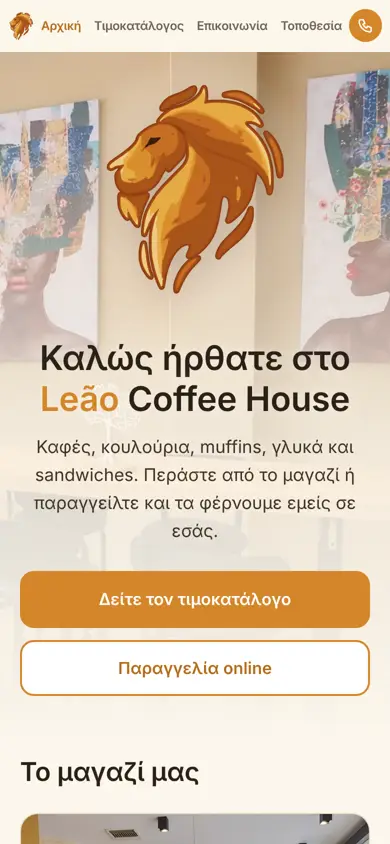 Αρχική Τιμοκατάλογος Επικοινωνία Τοποθεσία
Καλώς ήρθατε στο
Leão Coffee House
Καφές, κουλούρια, muffins, γλυκά και
sandwiches. Περάστε από το μαγαζί ή
παραγγείλτε και τα φέρνουμε εμείς σε
εσάς.
Δείτε τον τιμοκατάλογο
Παραγγελία online
Το μαγαζί μας